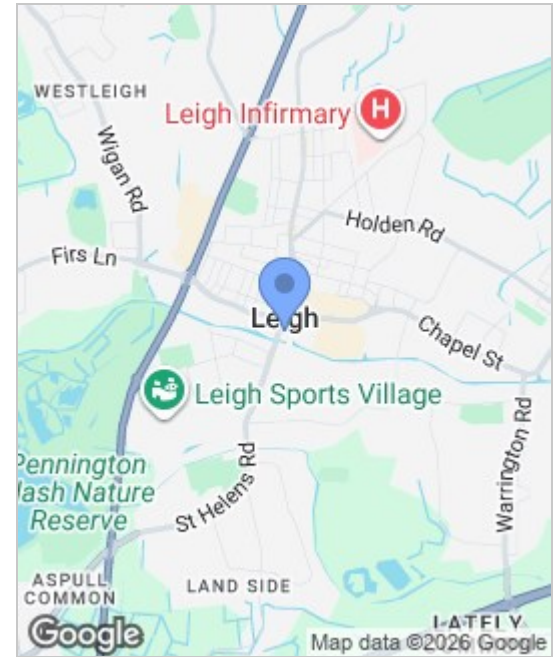 WESTLEIGH
Leigh Infirmary
H
Wigan Rd
Holden Rd
Firs Ln
Leigh
Chapel St
Leigh Sports Village
Warrington Rd
Pennington
lash Nature
Reserve
St Helens Rd
ASPULL
COMMON
LAND SIDE
LATELY
Google
Map data ©2026 Google